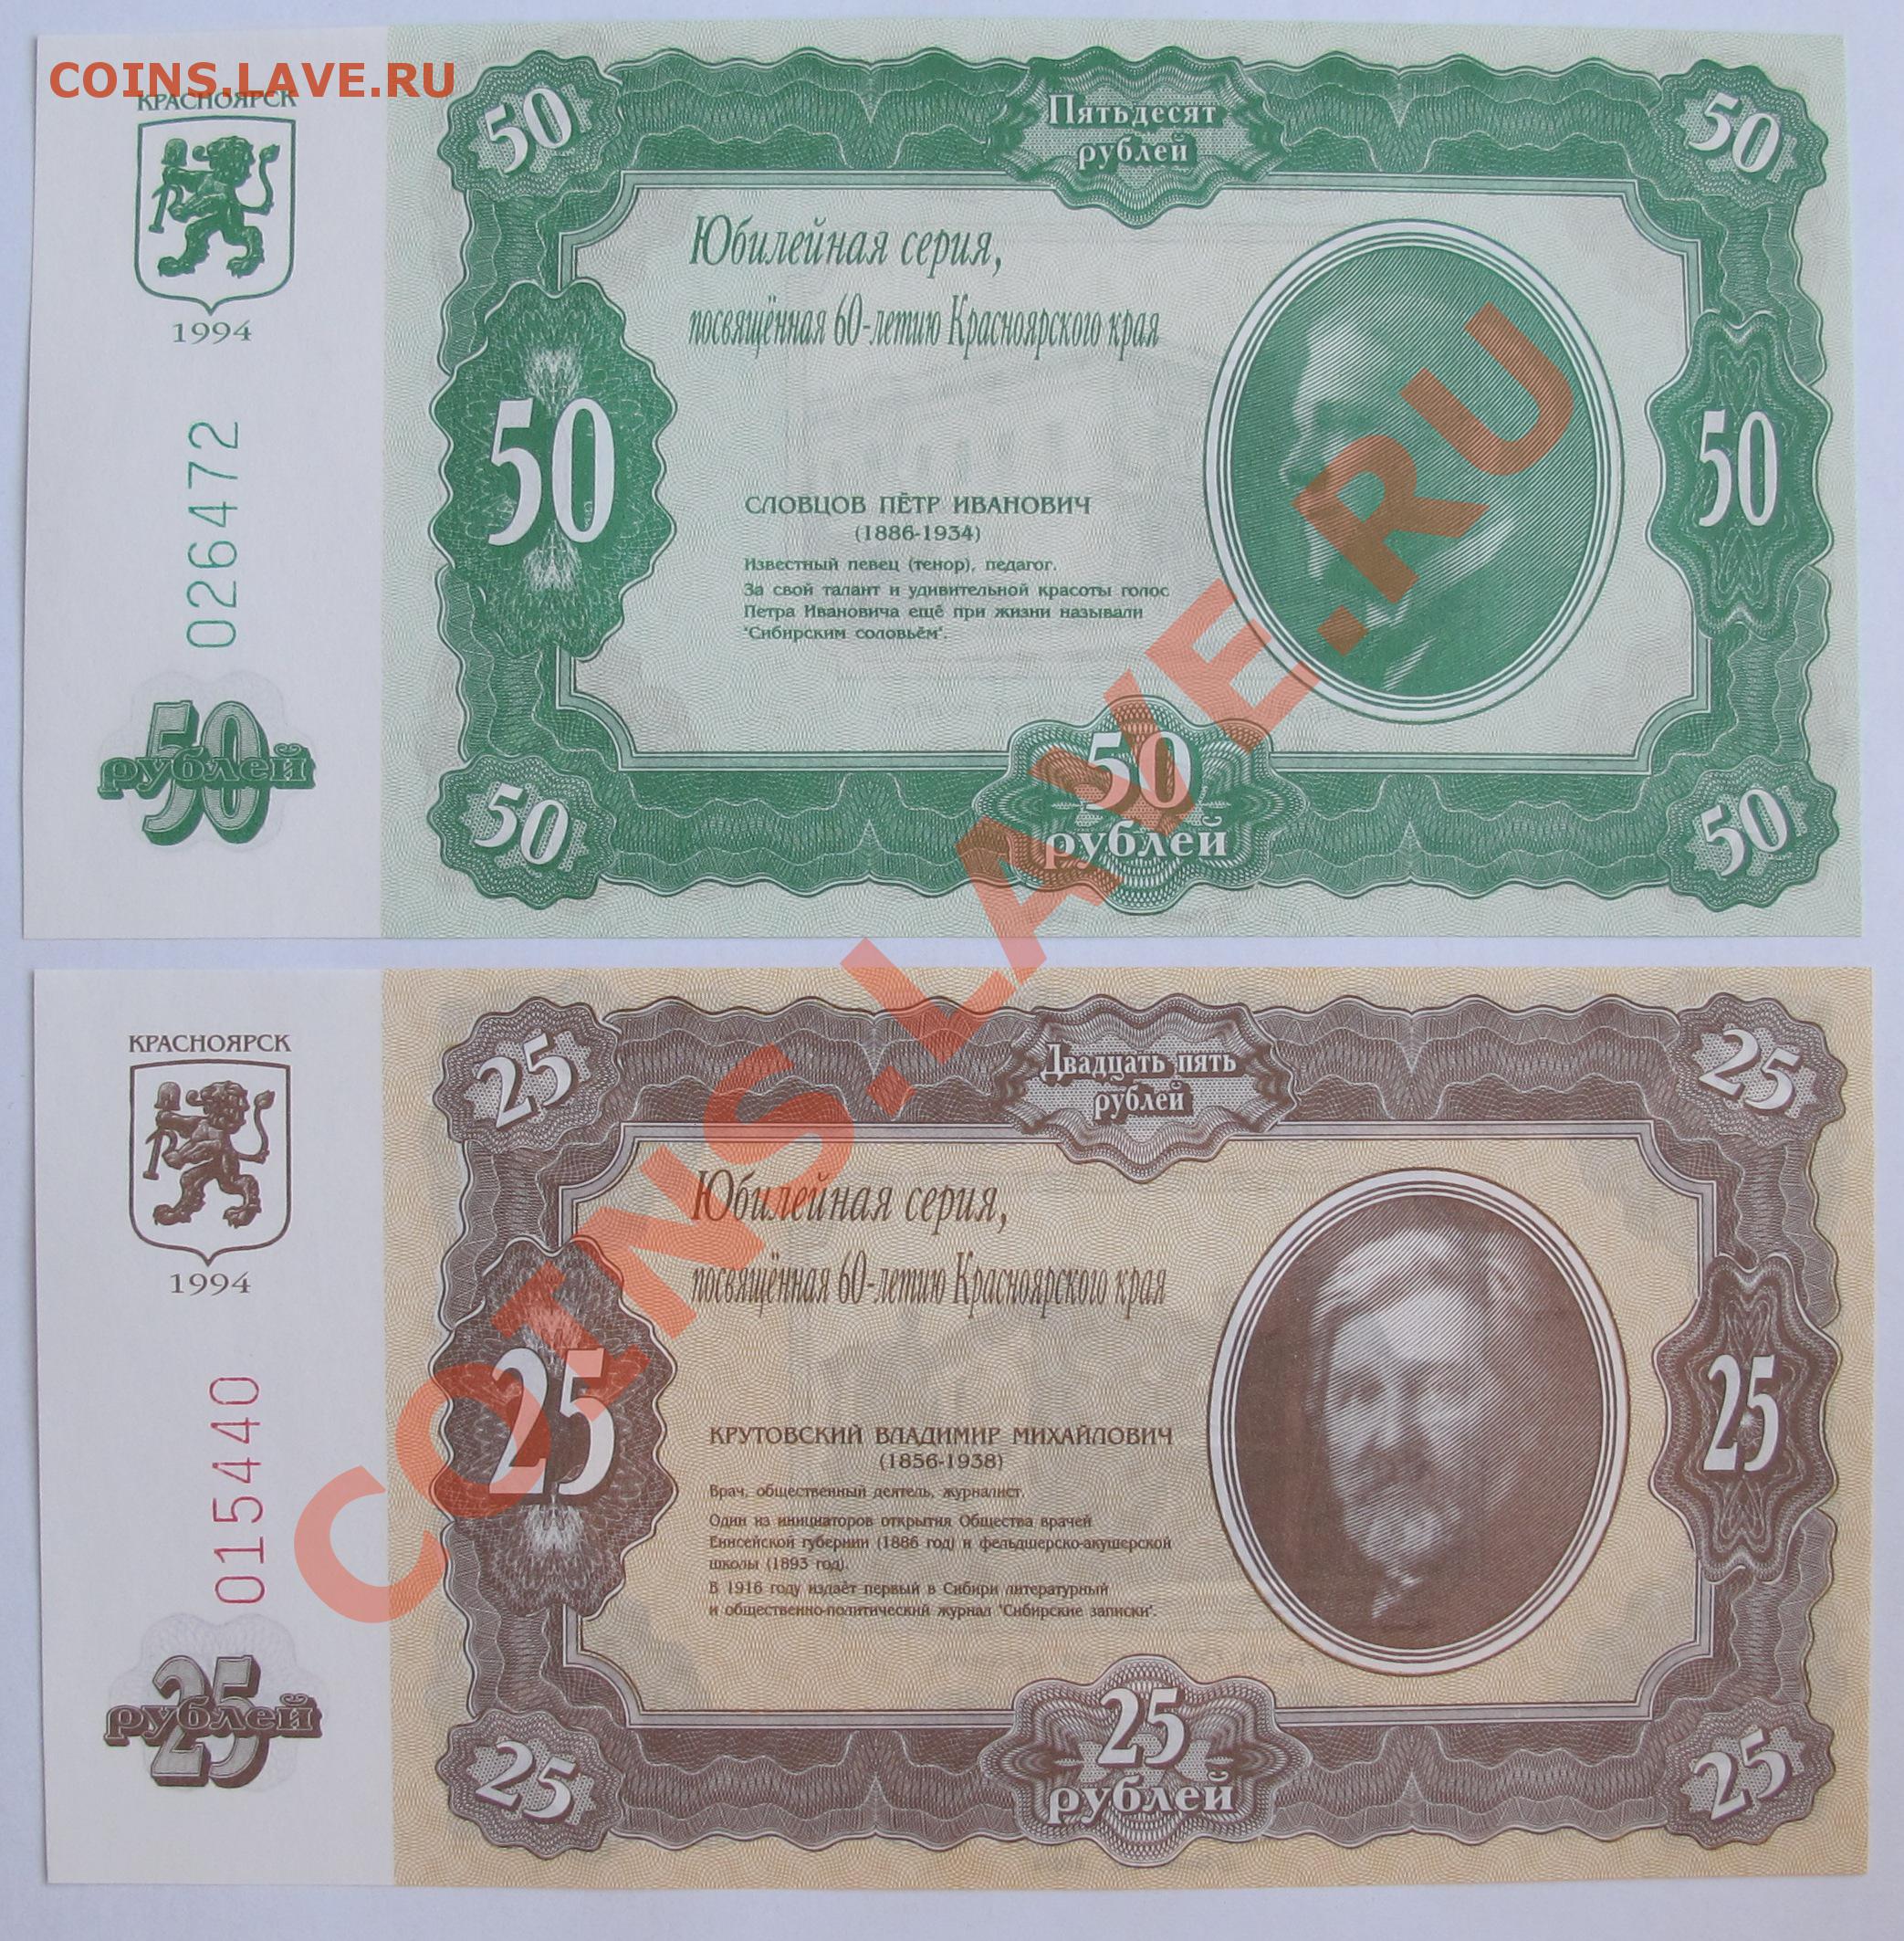 COINS.LAVE.RU
КРАСНОЯРСК
1994
026472
50
рублей
50
Пятьдесят
рублей
50
Юбилейная серия,
посвящённая 60-летию Красноярского края
50
50
СЛОВЦОВ ПЁТР ИВАНОВИЧ
(1886-1934)
Известный певец (тенор), педагог.
За свой талант и удивительной красоты голос
Петра Ивановича ещё при жизни называли
"Сибирским соловьём".
50
50
рублей
50
КРАСНОЯРСК
1994
015440
25
рублей
25
Двадцать пять
рублей
25
Юбилейная серия,
посвящённая 60-летию Красноярского края
25
25
КРУТОВСКИЙ ВЛАДИМИР МИХАЙЛОВИЧ
(1856-1938)
Врач, общественный деятель, журналист.
Один из инициаторов открытия Общества врачей
Енисейской губернии (1886 год) и фельдшерско-акушерской
школы (1893 год).
В 1916 году издаёт первый в Сибири литературный
и общественно-политический журнал "Сибирские записки".
25
25
рублей
25
COINS.LAVE.RU